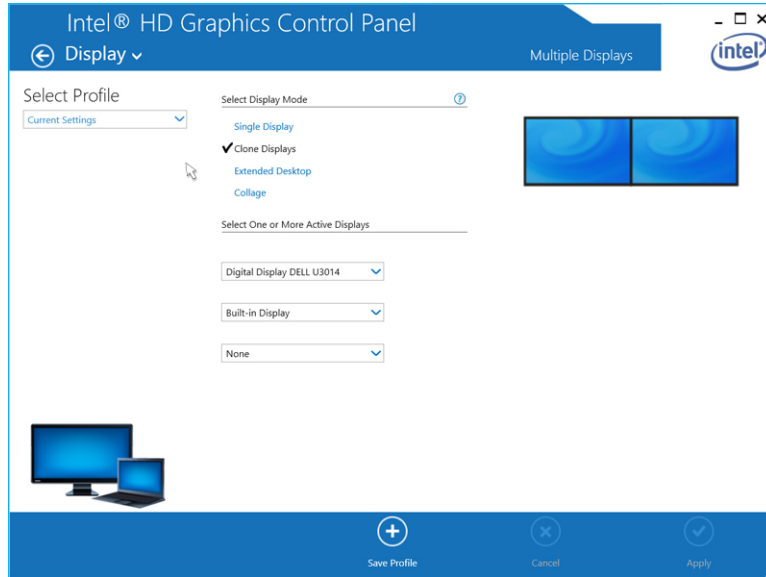 Intel® HD Graphics Control Panel
Display
Multiple Displays
intel
Select Profile
Current Settings
Select Display Mode
?
Single Display
Clone Displays
Extended Desktop
Collage
Select One or More Active Displays
Digital Display DELL U3014
Built-in Display
None
Save Profile
Cancel
Apply